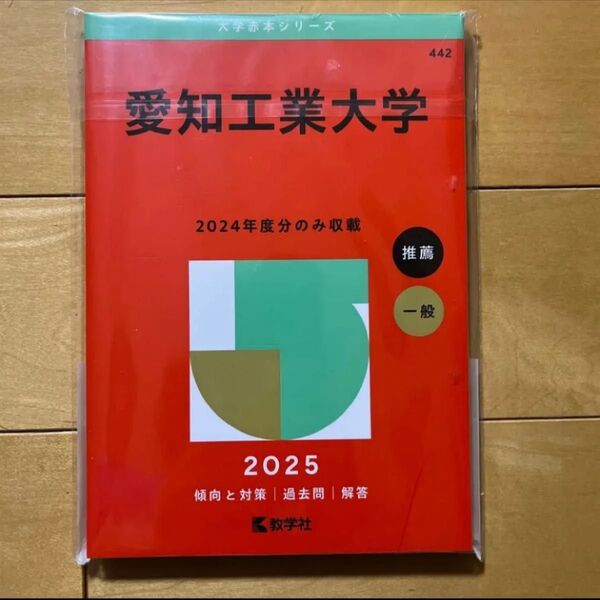 大学赤本シリーズ
442
愛知工業大学
2024年度分のみ収載
推薦
一般
2025
傾向と対策|過去問|解答
教学社